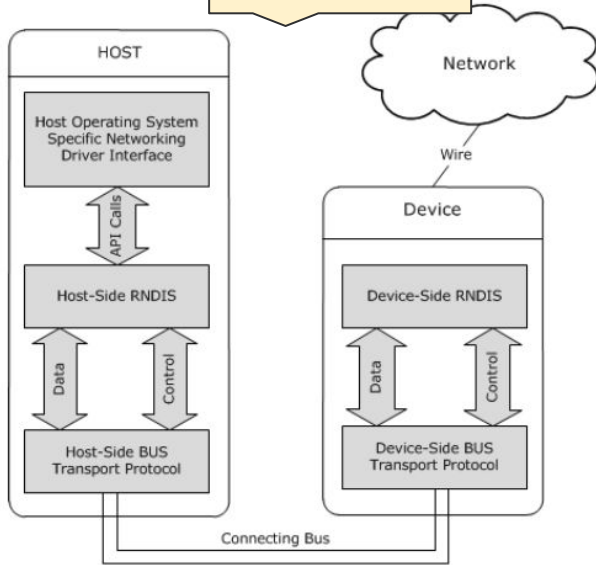 HOST
Host Operating System
Specific Networking
Driver Interface
API Calls
Host-Side RNDIS
Data
Control
Host-Side BUS
Transport Protocol
Network
Wire
Device
Device-Side RNDIS
Data
Control
Device-Side BUS
Transport Protocol
Connecting Bus